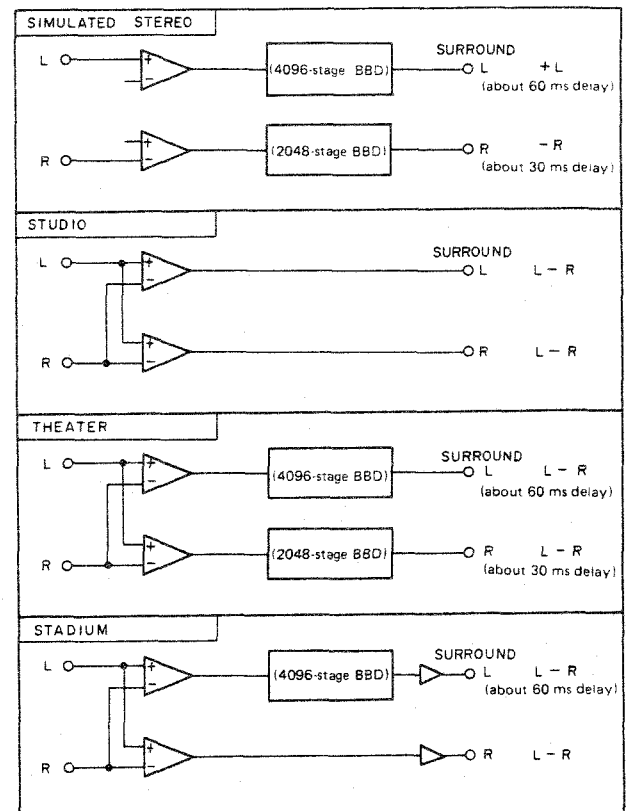 SIMULATED STEREO
SURROUND
L + (4096-stage BBD) L +L
- (about 60 ms delay)
+ (2048-stage BBD) R -R
R - (about 30 ms delay)
STUDIO
SURROUND
L + - L L - R
R + - R L - R
THEATER
SURROUND
L + - (4096-stage BBD) L L - R
(about 60 ms delay)
R + - (2048-stage BBD) R L - R
(about 30 ms delay)
STADIUM
SURROUND
L + - (4096-stage BBD) L L - R
(about 60 ms delay)
R + - R L - R